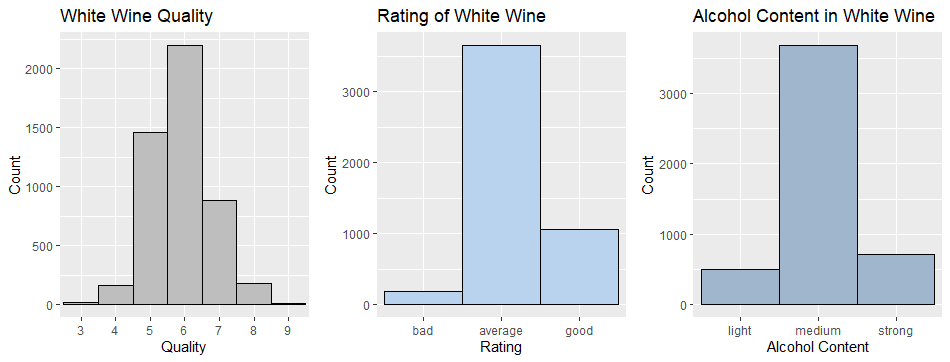 White Wine Quality
Count
2000
1500
1000
500
0
3 4 5 6 7 8 9
Quality
Rating of White Wine
Count
3000
2000
1000
0
bad average good
Rating
Alcohol Content in White Wine
Count
3000
2000
1000
0
light medium strong
Alcohol Content